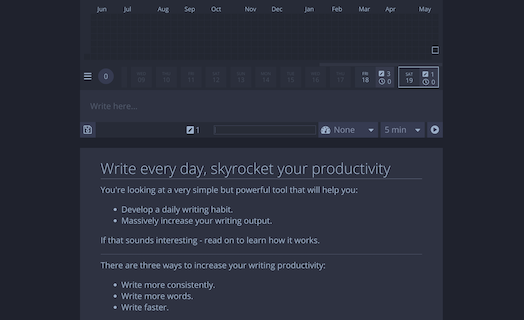 Jun Jul Aug Sep Oct Nov Dec Jan Feb Mar Apr May
0
FRI
18
3
0
SAT
19
1
0
Write here...
1
None
5 min
Write every day, skyrocket your productivity
You're looking at a very simple but powerful tool that will help you:
• Develop a daily writing habit.
• Massively increase your writing output.
If that sounds interesting - read on to learn how it works.
There are three ways to increase your writing productivity:
• Write more consistently.
• Write more words.
• Write faster.